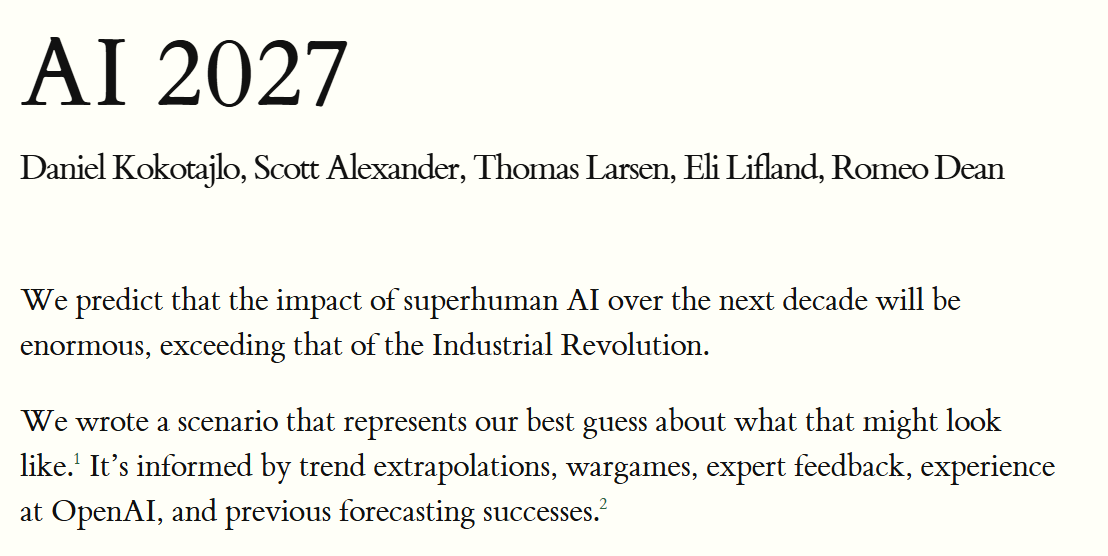 AI 2027
Daniel Kokotajlo, Scott Alexander, Thomas Larsen, Eli Lifland, Romeo Dean
We predict that the impact of superhuman AI over the next decade will be
enormous, exceeding that of the Industrial Revolution.
We wrote a scenario that represents our best guess about what that might look
like.1 It’s informed by trend extrapolations, wargames, expert feedback, experience
at OpenAI, and previous forecasting successes.2